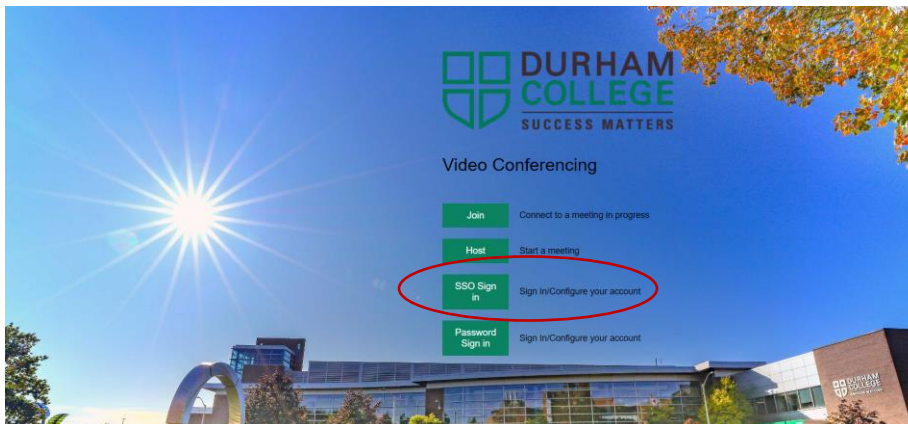 DURHAM
COLLEGE
SUCCESS MATTERS
Video Conferencing
Join
Connect to a meeting in progress
Host
Start a meeting
SSO Sign
in
Sign In/Configure your account
Password
Sign in
Sign In/Configure your account
DURHAM
COLLEGE